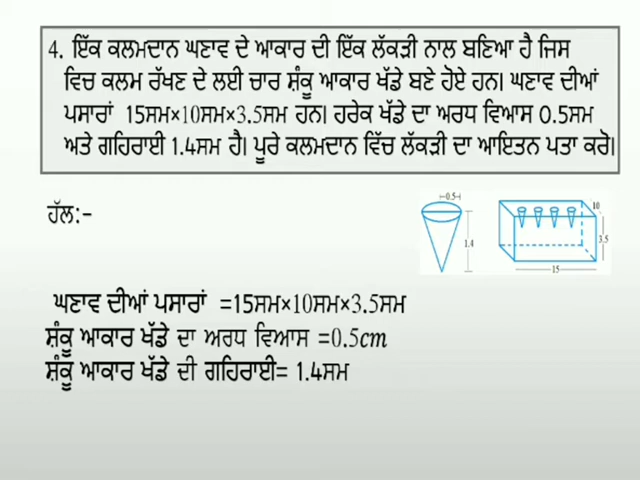 4. ਇੱਕ ਕਲਮਦਾਨ ਘਣਾਵ ਦੇ ਆਕਾਰ ਦੀ ਇੱਕ ਲੱਕੜੀ ਨਾਲ ਬਣਿਆ ਹੈ ਜਿਸ
ਵਿਚ ਕਲਮ ਰੱਖਣ ਦੇ ਲਈ ਚਾਰ ਸ਼ੰਕੂ ਆਕਾਰ ਖੱਡੇ ਬਣੇ ਹੋਏ ਹਨ। ਘਣਾਵ ਦੀਆਂ
ਪਸਾਰਾਂ 15ਸਮ×10ਸਮ×3.5ਸਮ ਹਨ। ਹਰੇਕ ਖੱਡੇ ਦਾ ਅਰਧ ਵਿਆਸ 0.5ਸਮ
ਅਤੇ ਗਹਿਰਾਈ 1.4ਸਮ ਹੈ। ਪੂਰੇ ਕਲਮਦਾਨ ਵਿੱਚ ਲੱਕੜੀ ਦਾ ਆਇਤਨ ਪਤਾ ਕਰੋ।
ਹੱਲ:-
0.5
1.4
10
3.5
15
ਘਣਾਵ ਦੀਆਂ ਪਸਾਰਾਂ =15ਸਮ×10ਸਮ×3.5ਸਮ
ਸ਼ੰਕੂ ਆਕਾਰ ਖੱਡੇ ਦਾ ਅਰਧ ਵਿਆਸ =0.5cm
ਸ਼ੰਕੂ ਆਕਾਰ ਖੱਡੇ ਦੀ ਗਹਿਰਾਈ= 1.4ਸਮ